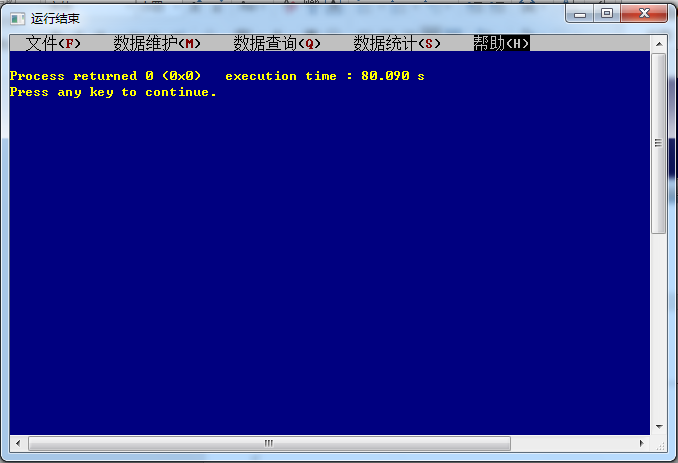 运行结束
文件(F) 数据维护(M) 数据查询(Q) 数据统计(S) 帮助(H)
Process returned 0 (0x0) execution time : 80.090 s
Press any key to continue.